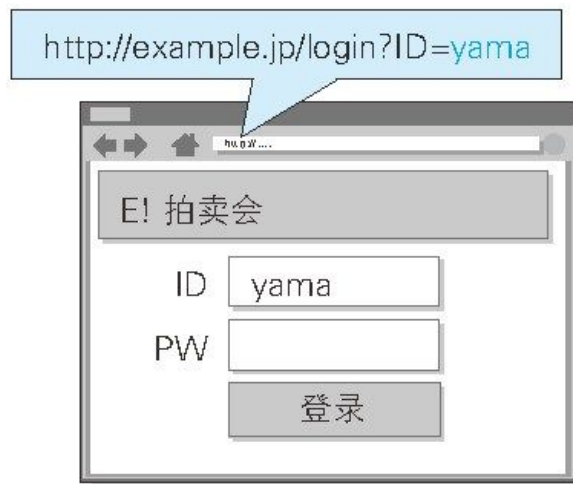 http://example.jp/login?ID=yama
E! 拍卖会
ID yama
PW
登录